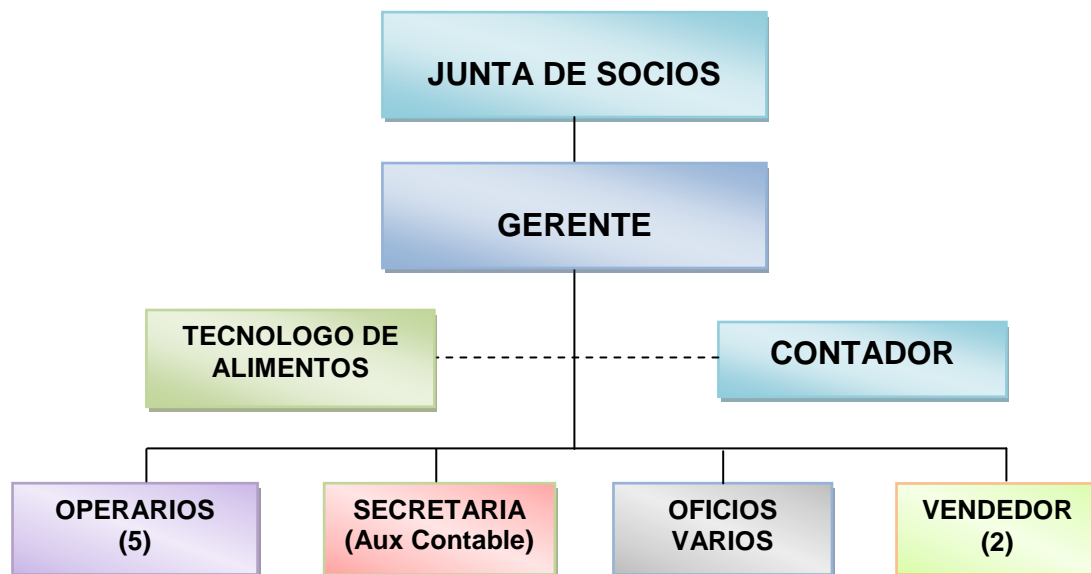 JUNTA DE SOCIOS
GERENTE
TECNOLOGO DE
ALIMENTOS
CONTADOR
OPERARIOS
(5)
SECRETARIA
(Aux Contable)
OFICIOS
VARIOS
VENDEDOR
(2)